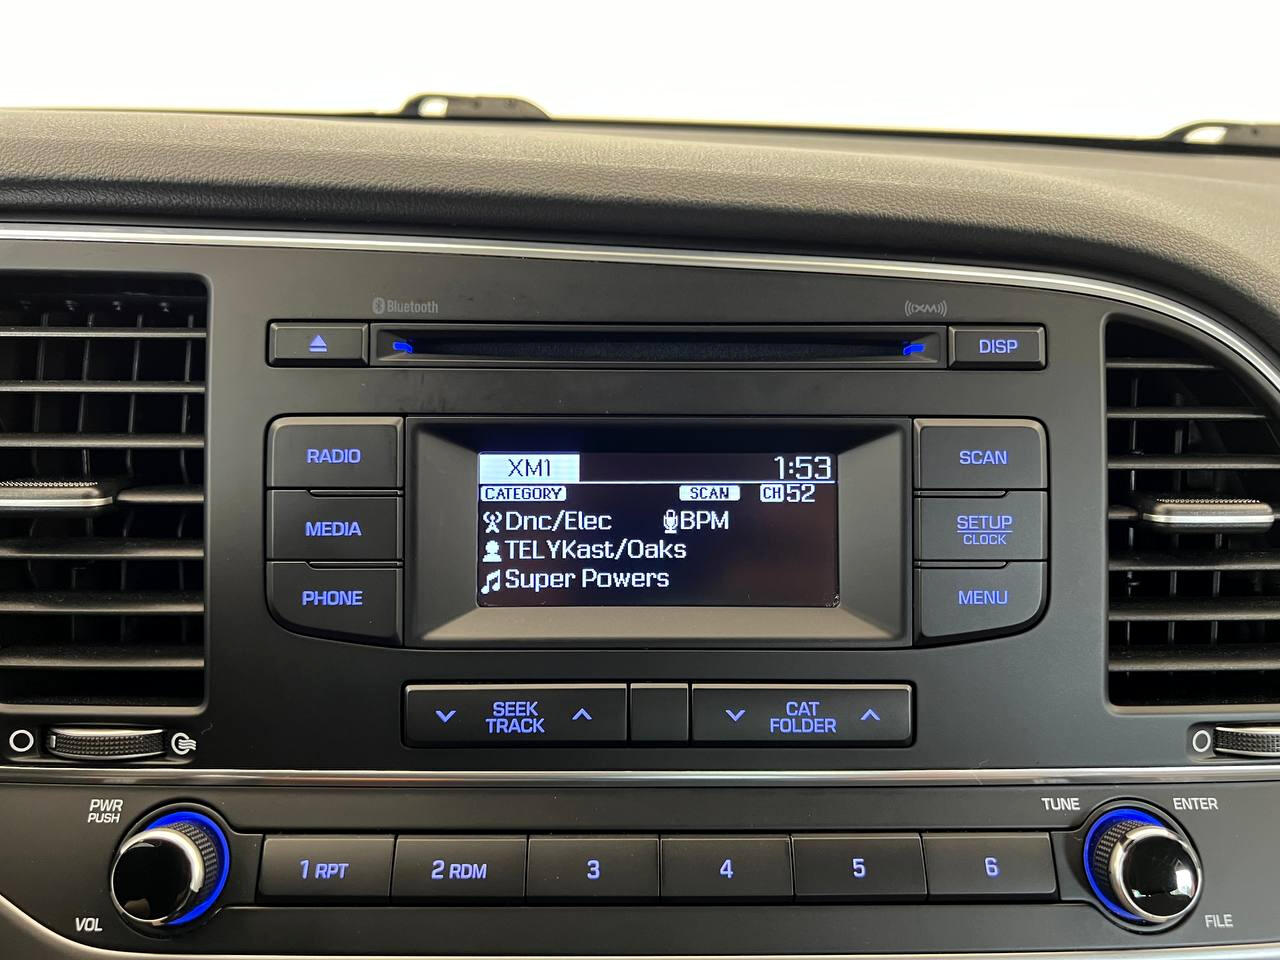 Bluetooth
((XM))
DISP
RADIO
SCAN
XM1 1:53
CATEGORY SCAN CH52
Dnc/Elec BPM
TELYKast/Oaks
Super Powers
MEDIA
SETUP
CLOCK
PHONE
MENU
SEEK
TRACK
CAT
FOLDER
PWR
PUSH
TUNE
ENTER
1 RPT
2 RDM
3
4
5
6
VOL
FILE